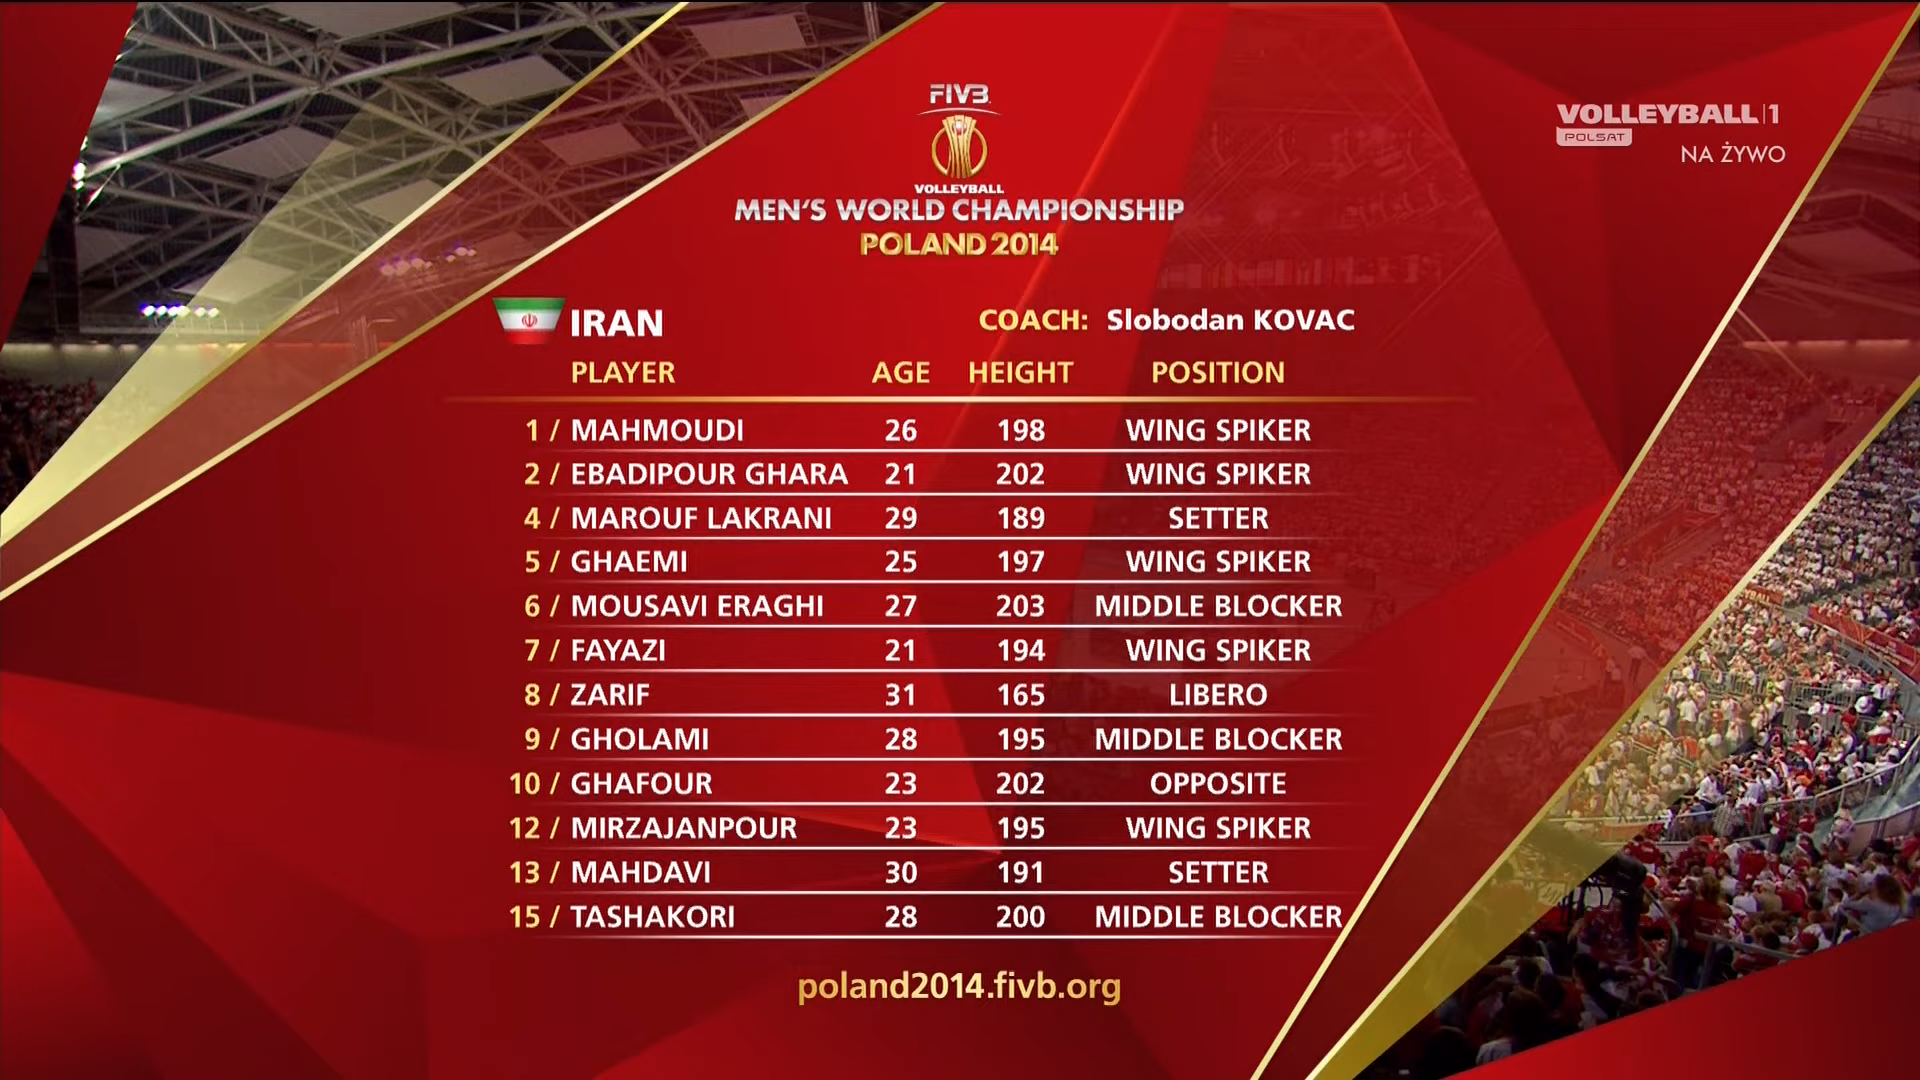 FIVB
VOLLEYBALL
MEN'S WORLD CHAMPIONSHIP
POLAND 2014
VOLLEYBALL|1
POLSAT
NA ŻYWO
IRAN COACH: Slobodan KOVAC
PLAYER AGE HEIGHT POSITION
1 / MAHMOUDI 26 198 WING SPIKER
2 / EBADIPOUR GHARA 21 202 WING SPIKER
4 / MAROUF LAKRANI 29 189 SETTER
5 / GHAEMI 25 197 WING SPIKER
6 / MOUSAVI ERAGHI 27 203 MIDDLE BLOCKER
7 / FAYAZI 21 194 WING SPIKER
8 / ZARIF 31 165 LIBERO
9 / GHOLAMI 28 195 MIDDLE BLOCKER
10 / GHAFOUR 23 202 OPPOSITE
12 / MIRZAJANPOUR 23 195 WING SPIKER
13 / MAHDAVI 30 191 SETTER
15 / TASHAKORI 28 200 MIDDLE BLOCKER
poland2014.fivb.org